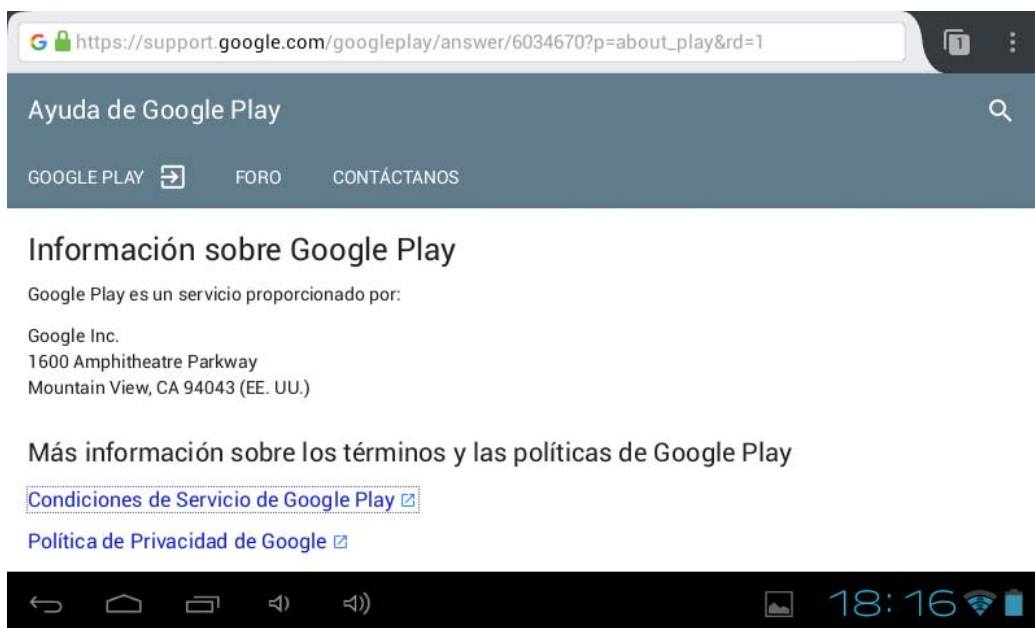 https://support.google.com/googleplay/answer/6034670?p=about_play&rd=1
1
Ayuda de Google Play
GOOGLE PLAY FORO CONTÁCTANOS
Información sobre Google Play
Google Play es un servicio proporcionado por:
Google Inc.
1600 Amphitheatre Parkway
Mountain View, CA 94043 (EE. UU.)
Más información sobre los términos y las políticas de Google Play
Condiciones de Servicio de Google Play
Política de Privacidad de Google
18:16